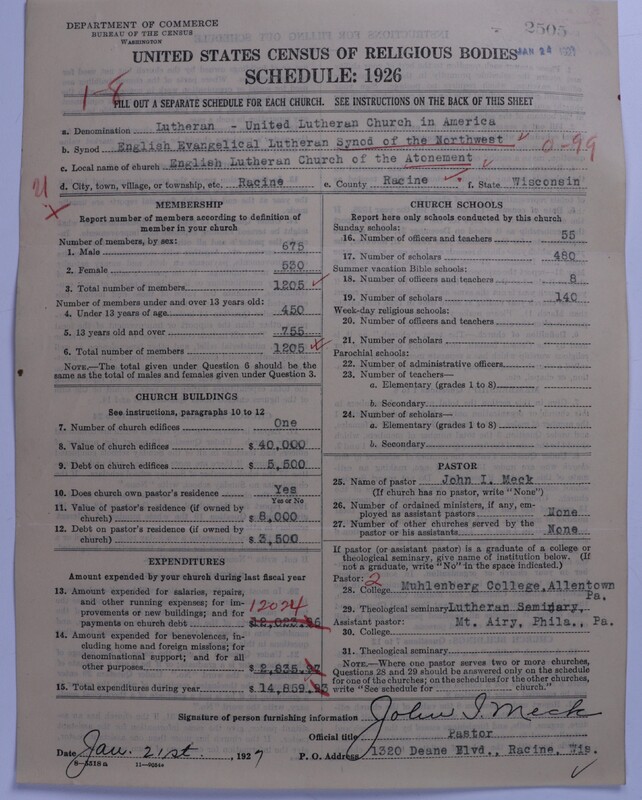 DEPARTMENT OF COMMERCE
BUREAU OF THE CENSUS
WASHINGTON
2505
JAN 24 1927
UNITED STATES CENSUS OF RELIGIOUS BODIES
SCHEDULE: 1926
1-8
FILL OUT A SEPARATE SCHEDULE FOR EACH CHURCH. SEE INSTRUCTIONS ON THE BACK OF THIS SHEET
a. Denomination Lutheran - United Lutheran Church in America
b. Synod English Evangelical Lutheran Synod of the Northwest
0-99
c. Local name of church English Lutheran Church of the Atonement
d. City, town, village, or township, etc. Racine e. County Racine f. State Wisconsin
MEMBERSHIP
Report number of members according to definition of
member in your church
Number of members, by sex:
1. Male 675
2. Female 530
3. Total number of members 1205
Number of members under and over 13 years old:
4. Under 13 years of age 450
5. 13 years old and over 755
6. Total number of members 1205
NOTE.—The total given under Question 6 should be
same as the total of males and females given under Question 3.
CHURCH BUILDINGS
See instructions, paragraphs 10 to 12
7. Number of church edifices One
8. Value of church edifices $ 40,000
9. Debt on church edifices $ 5,500
10. Does church own pastor's residence Yes
Yes or No
11. Value of pastor's residence (if owned by
church) $ 8,000
12. Debt on pastor's residence (if owned by
church) $ 3,500
EXPENDITURES
Amount expended by your church during last fiscal year
13. Amount expended for salaries, repairs,
and other running expenses; for im-
provements or new buildings; and for
12024
payments on church debt $ 12,023.86
14. Amount expended for benevolences, in-
cluding home and foreign missions; for
denominational support; and for all
other purposes $ 2,835.
15. Total expenditures during year $ 14,859.
CHURCH SCHOOLS
Report here only schools conducted by this church
Sunday schools:
16. Number of officers and teachers 55
17. Number of scholars 480
Summer vacation Bible schools:
18. Number of officers and teachers 8
19. Number of scholars 140
Week-day religious schools:
20. Number of officers and teachers
21. Number of scholars
Parochial schools:
22. Number of administrative officers
23. Number of teachers—
a. Elementary (grades 1 to 8)
b. Secondary
24. Number of scholars—
a. Elementary (grades 1 to 8)
b. Secondary
PASTOR
25. Name of pastor John I. Meck
(If church has no pastor, write "None")
26. Number of ordained ministers, if any, em-
ployed as assistant pastors None
27. Number of other churches served by the
pastor or his assistants None
If pastor (or assistant pastor) is a graduate of a college or
theological seminary, give name of institution below. (If
not a graduate, write "No" in the space indicated.)
Pastor: 2
28. College Muhlenberg College, Allentown
Pa.
29. Theological seminary Lutheran Seminary,
Assistant pastor: Mt. Airy, Phila., Pa.
30. College
31. Theological seminary
NOTE.—Where one pastor serves two or more churches,
Questions 28 and 29 should be answered only on the schedule
for one of the churches; on the schedules for the other churches,
write "See schedule for church."
Signature of person furnishing information John I. Meck
Official title Pastor
Date Jan. 21st. , 1927 P. O. Address 1320 Deane Blvd., Racine, Wis.
8-5518a 11-9024a